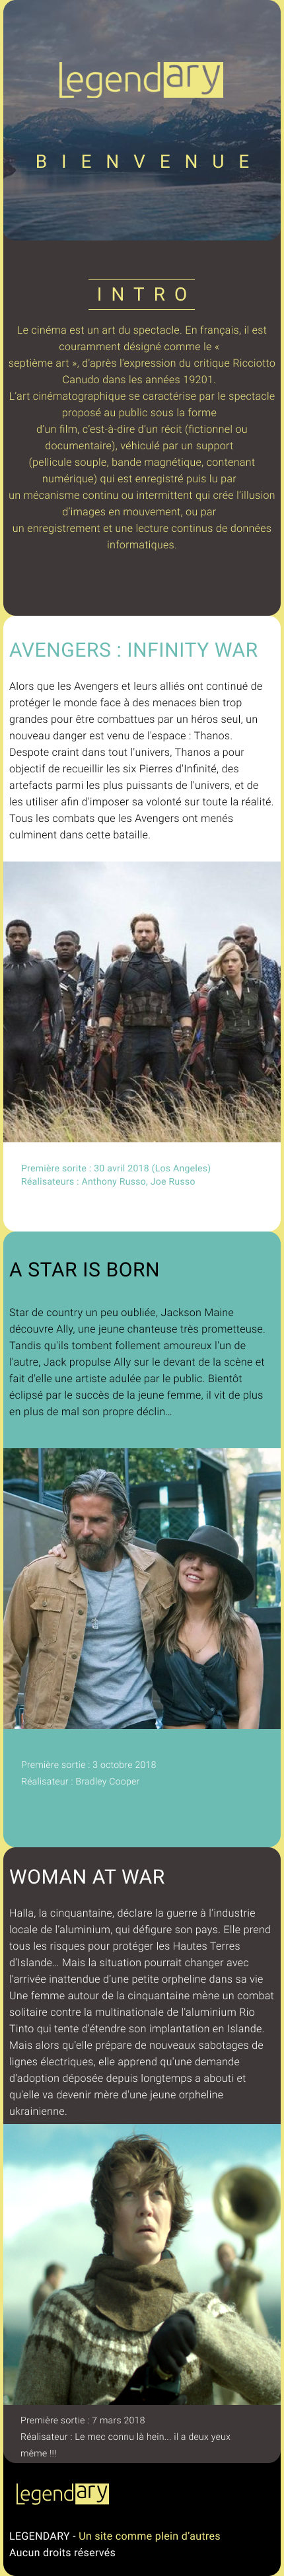 legendary
BIENVENUE
INTRO
Le cinéma est un art du spectacle. En français, il est
couramment désigné comme le «
septième art », d'après l'expression du critique Ricciotto
Canudo dans les années 19201.
L'art cinématographique se caractérise par le spectacle
proposé au public sous la forme
d'un film, c'est-à-dire d'un récit (fictionnel ou
documentaire), véhiculé par un support
(pellicule souple, bande magnétique, contenant
numérique) qui est enregistré puis lu par
un mécanisme continu ou intermittent qui crée l'illusion
d'images en mouvement, ou par
un enregistrement et une lecture continus de données
informatiques.
AVENGERS : INFINITY WAR
Alors que les Avengers et leurs alliés ont continué de
protéger le monde face à des menaces bien trop
grandes pour être combattues par un héros seul, un
nouveau danger est venu de l'espace : Thanos.
Despote craint dans tout l'univers, Thanos a pour
objectif de recueillir les six Pierres d'Infinité, des
artefacts parmi les plus puissants de l'univers, et de
les utiliser afin d'imposer sa volonté sur toute la réalité.
Tous les combats que les Avengers ont menés
culminent dans cette bataille.
Première sorite : 30 avril 2018 (Los Angeles)
Réalisateurs : Anthony Russo, Joe Russo
A STAR IS BORN
Star de country un peu oubliée, Jackson Maine
découvre Ally, une jeune chanteuse très prometteuse.
Tandis qu'ils tombent follement amoureux l'un de
l'autre, Jack propulse Ally sur le devant de la scène et
fait d'elle une artiste adulée par le public. Bientôt
éclipsé par le succès de la jeune femme, il vit de plus
en plus de mal son propre déclin...
Première sortie : 3 octobre 2018
Réalisateur : Bradley Cooper
WOMAN AT WAR
Halla, la cinquantaine, déclare la guerre à l'industrie
locale de l'aluminium, qui défigure son pays. Elle prend
tous les risques pour protéger les Hautes Terres
d'Islande... Mais la situation pourrait changer avec
l'arrivée inattendue d'une petite orpheline dans sa vie
Une femme autour de la cinquantaine mène un combat
solitaire contre la multinationale de l'aluminium Rio
Tinto qui tente d'étendre son implantation en Islande.
Mais alors qu'elle prépare de nouveaux sabotages de
lignes électriques, elle apprend qu'une demande
d'adoption déposée depuis longtemps a abouti et
qu'elle va devenir mère d'une jeune orpheline
ukrainienne.
Première sortie : 7 mars 2018
Réalisateur : Le mec connu là hein... il a deux yeux
même !!!
legendary
LEGENDARY - Un site comme plein d'autres
Aucun droits réservés